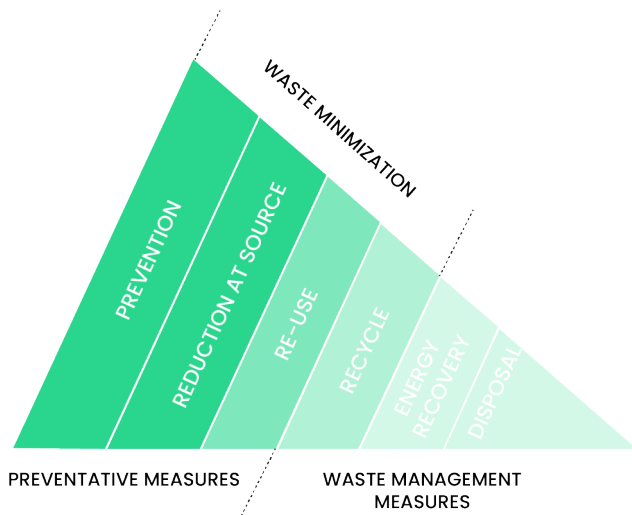 WASTE MINIMIZATION
PREVENTION
REDUCTION AT SOURCE
RE-USE
RECYCLE
ENERGY
RECOVERY
DISPOSAL
PREVENTATIVE MEASURES
WASTE MANAGEMENT
MEASURES